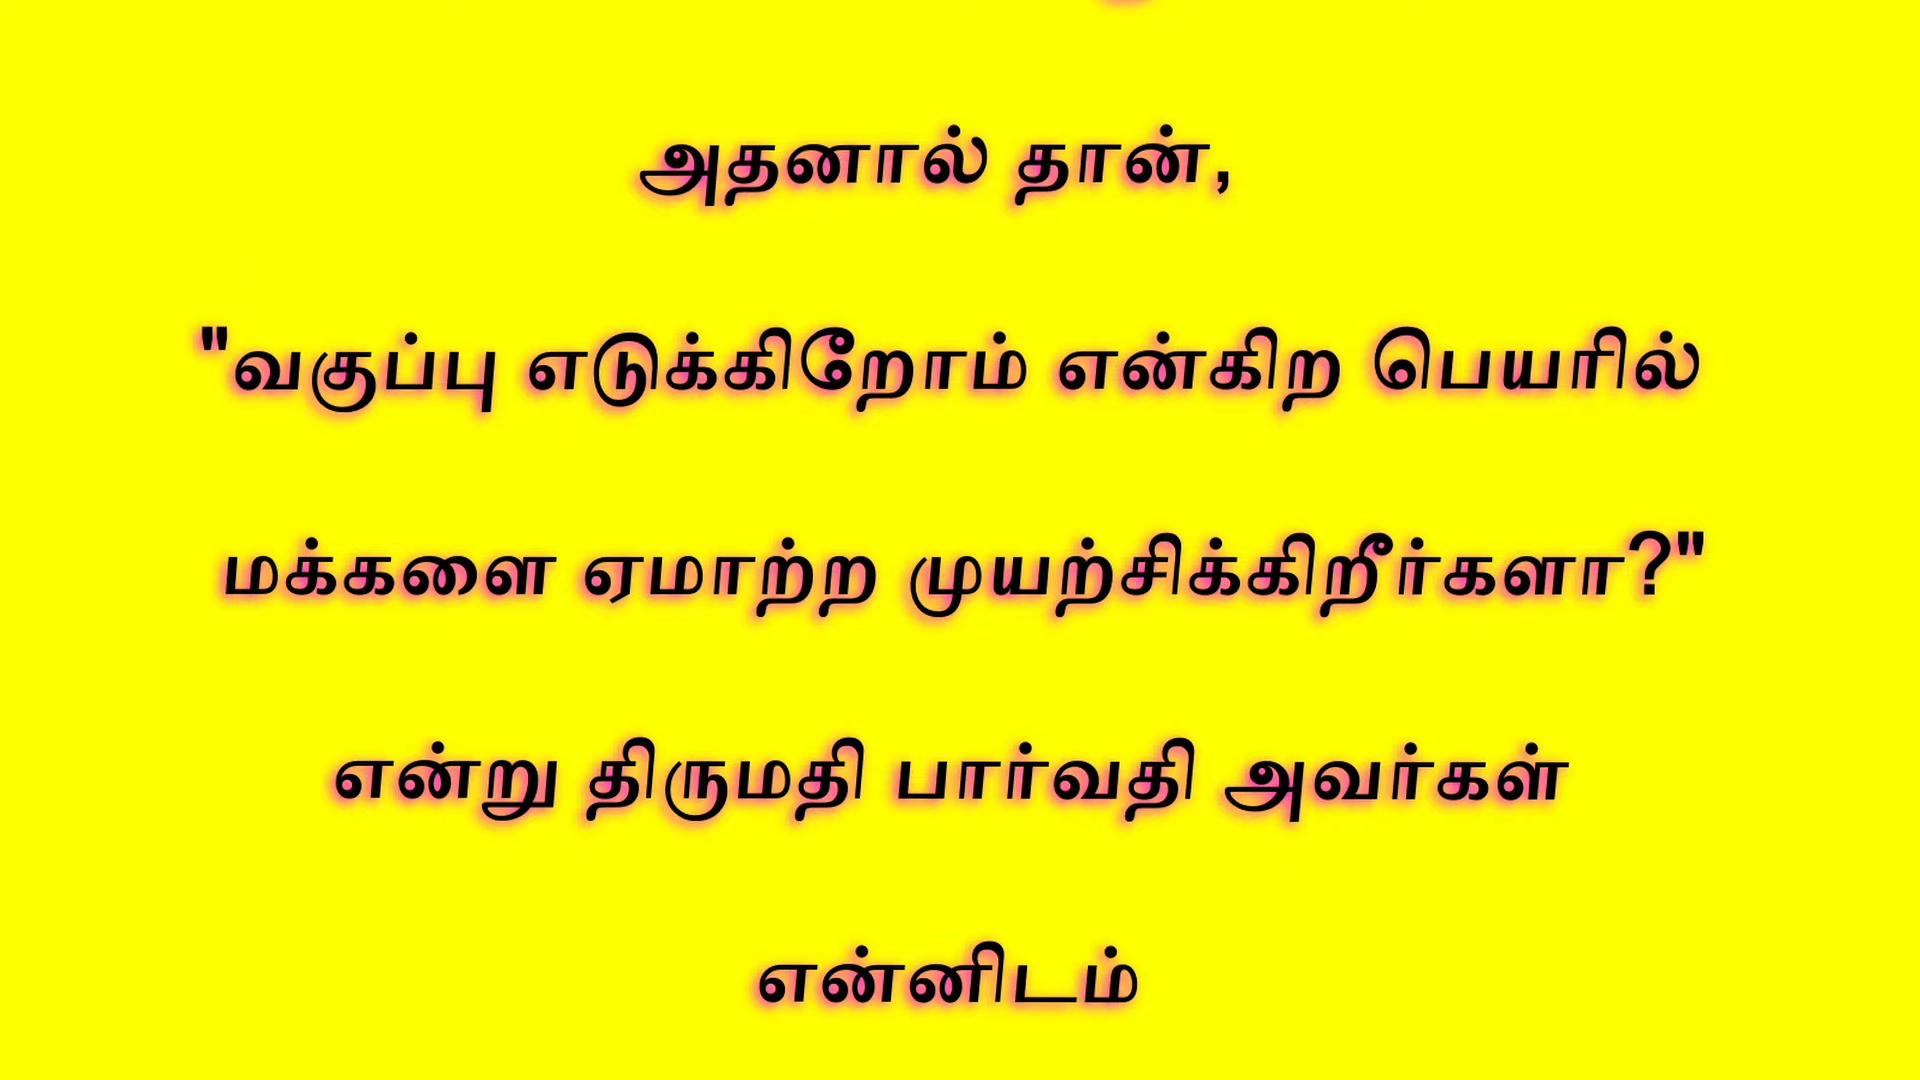 அதனால் தான்,
"வகுப்பு எடுக்கிறோம் என்கிற பெயரில்
மக்களை ஏமாற்ற முயற்சிக்கிறீர்களா?"
என்று திருமதி பார்வதி அவர்கள்
என்னிடம்